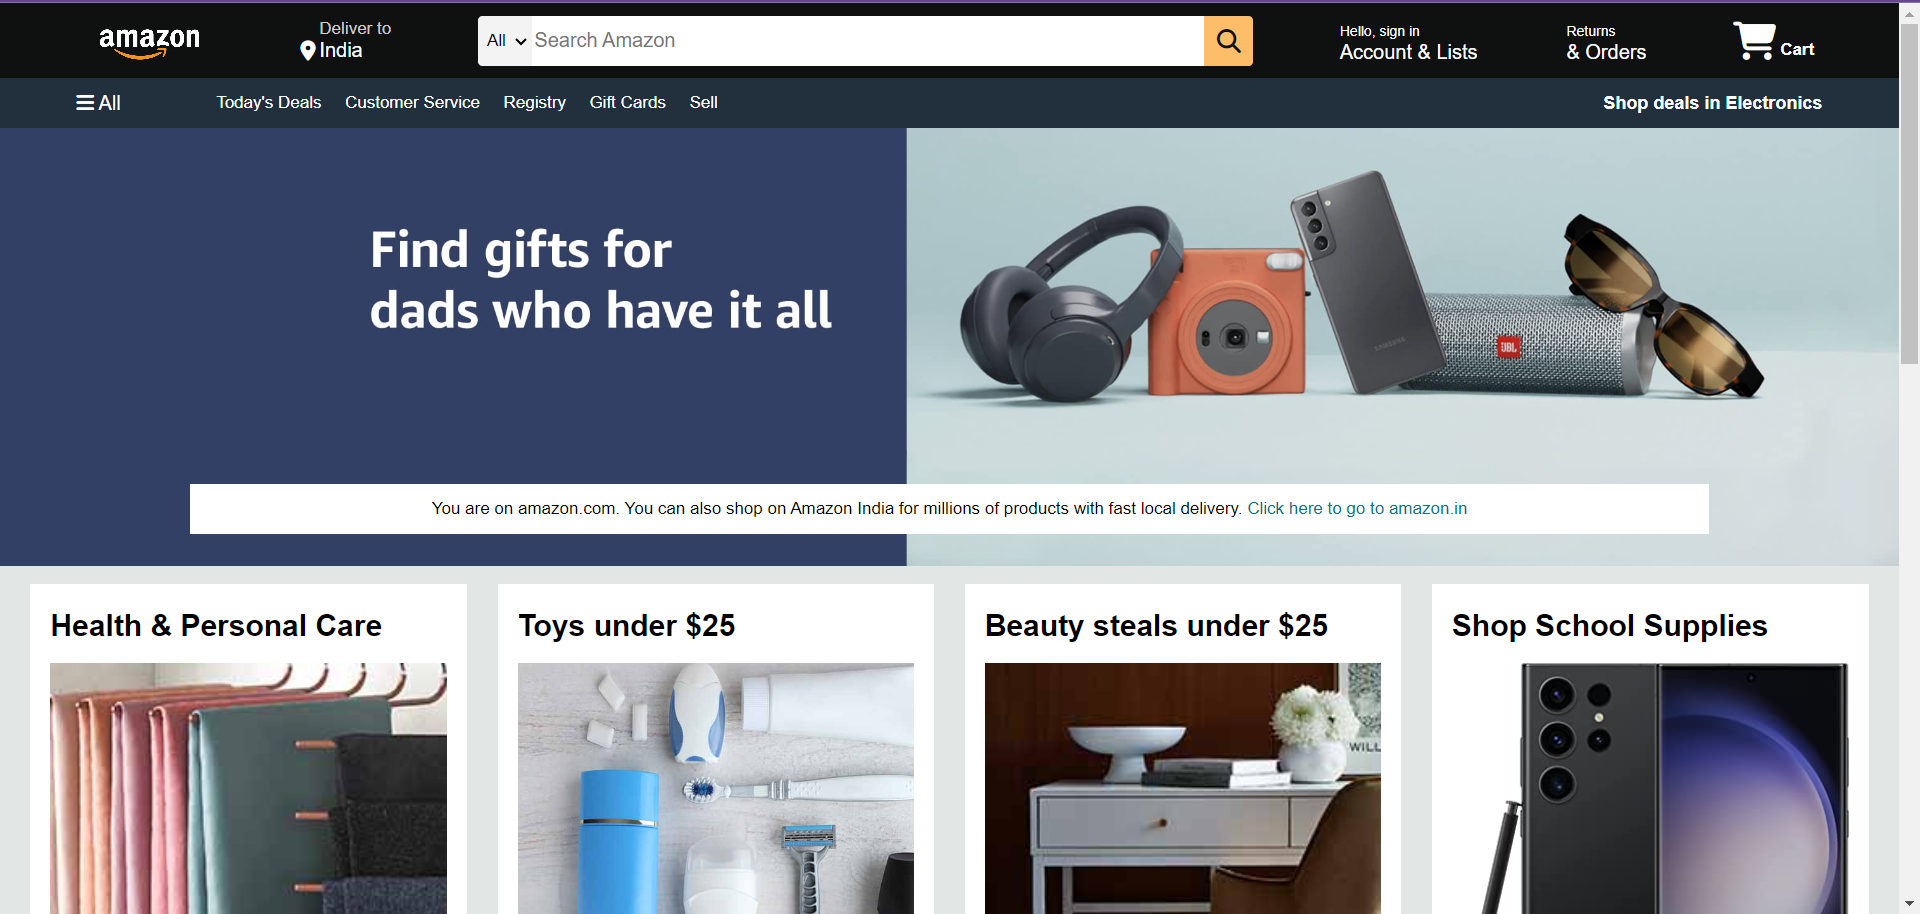 amazon
Deliver to
India
All
Search Amazon
Hello, sign in
Account & Lists
Returns
& Orders
Cart
All
Today's Deals
Customer Service
Registry
Gift Cards
Sell
Shop deals in Electronics
Find gifts for
dads who have it all
SAMSUNG
JBL
You are on amazon.com. You can also shop on Amazon India for millions of products with fast local delivery. Click here to go to amazon.in
Health & Personal Care
Toys under $25
Beauty steals under $25
Shop School Supplies
WILL